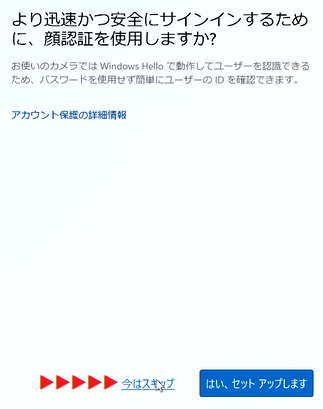 より迅速かつ安全にサインインするため
に、顔認証を使用しますか?
お使いのカメラでは Windows Hello で動作してユーザーを認識できる
ため、パスワードを使用せず簡単にユーザーの ID を確認できます。
アカウント保護の詳細情報
今はスキップ
はい、セット アップします